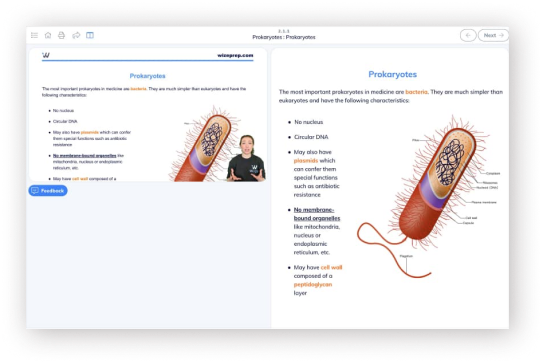 2.2.1
Prokaryotes : Prokaryotes
Next
W
wizeprep.com
Prokaryotes
The most important prokaryotes in medicine are bacteria. They are much simpler than eukaryotes and have the
following characteristics:
No nucleus
Circular DNA
May also have plasmids which can confer
them special functions such as antibiotic
resistance
No membrane-bound organelles like
mitochondria, nucleus or endoplasmic
reticulum, etc.
May have cell wall composed of a
Feedback
Prokaryotes
The most important prokaryotes in medicine are bacteria. They are much simpler than
eukaryotes and have the following characteristics:
No nucleus
Circular DNA
May also have
plasmids which
can confer them
special functions
such as antibiotic
resistance
No membrane-
bound organelles
like mitochondria,
nucleus or
endoplasmic
reticulum, etc.
May have cell wall
composed of a
peptidoglycan
layer
Cytoplasm
Ribosomes
Nucleoid (DNA)
Plasma membrane
Cell wall
Capsule
Flagellum